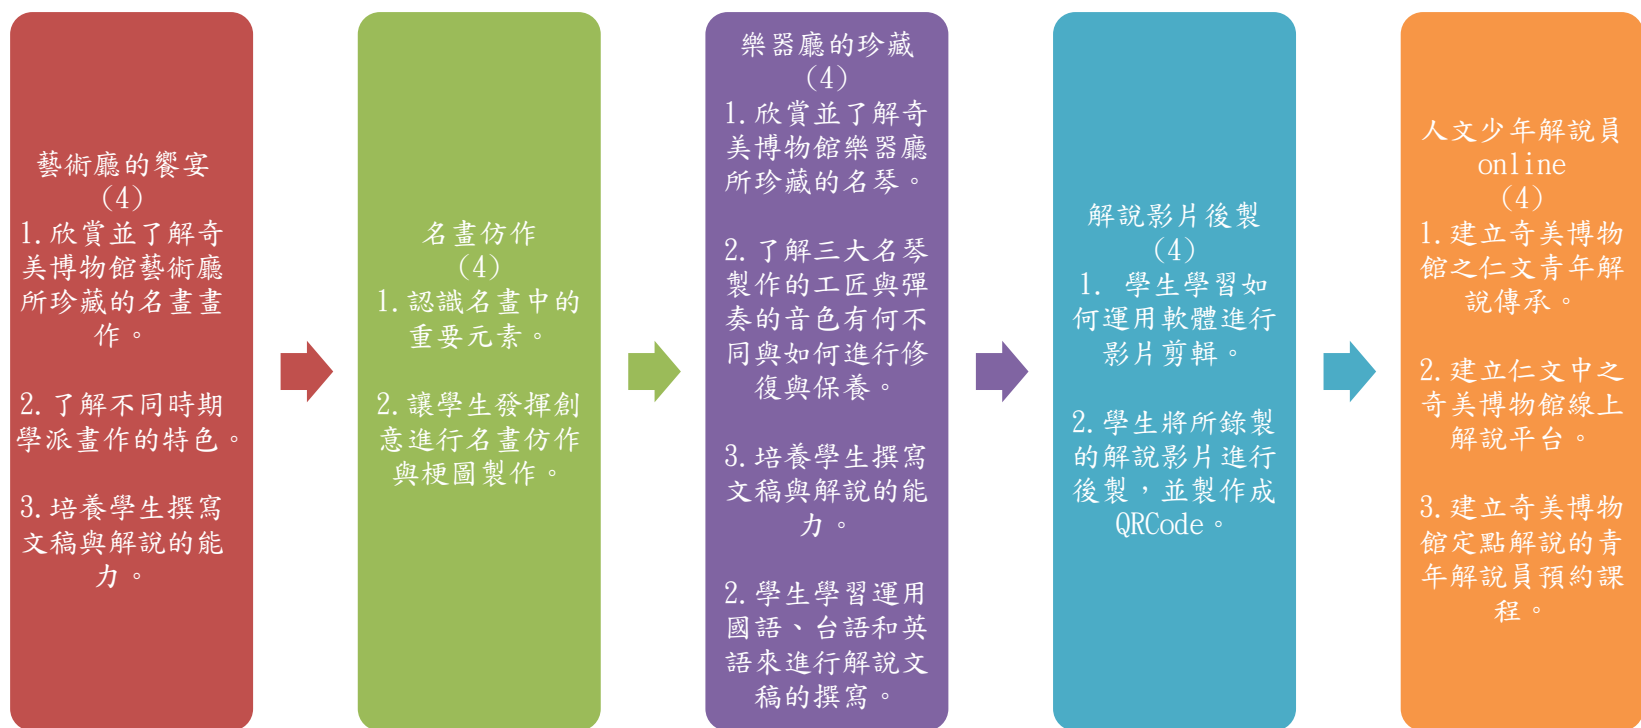 藝術廳的饗宴
(4)
1.欣賞並了解奇
美博物館藝術廳
所珍藏的名畫畫
作。
2.了解不同時期
學派畫作的特色。
3.培養學生撰寫
文稿與解說的能
力。
名畫仿作
(4)
1.認識名畫中的
重要元素。
2.讓學生發揮創
意進行名畫仿作
與梗圖製作。
樂器廳的珍藏
(4)
1.欣賞並了解奇
美博物館樂器廳
所珍藏的名琴。
2.了解三大名琴
製作的工匠與彈
奏的音色有何不
同與如何進行修
復與保養。
3.培養學生撰寫
文稿與解說的能
力。
2.學生學習運用
國語、台語和英
語來進行解說文
稿的撰寫。
解說影片後製
(4)
1. 學生學習如
何運用軟體進行
影片剪輯。
2.學生將所錄製
的解說影片進行
後製，並製作成
QRCode。
人文少年解說員
online
(4)
1.建立奇美博物
館之仁文青年解
說傳承。
2.建立仁文中之
奇美博物館線上
解說平台。
3.建立奇美博物
館定點解說的青
年解說員預約課
程。